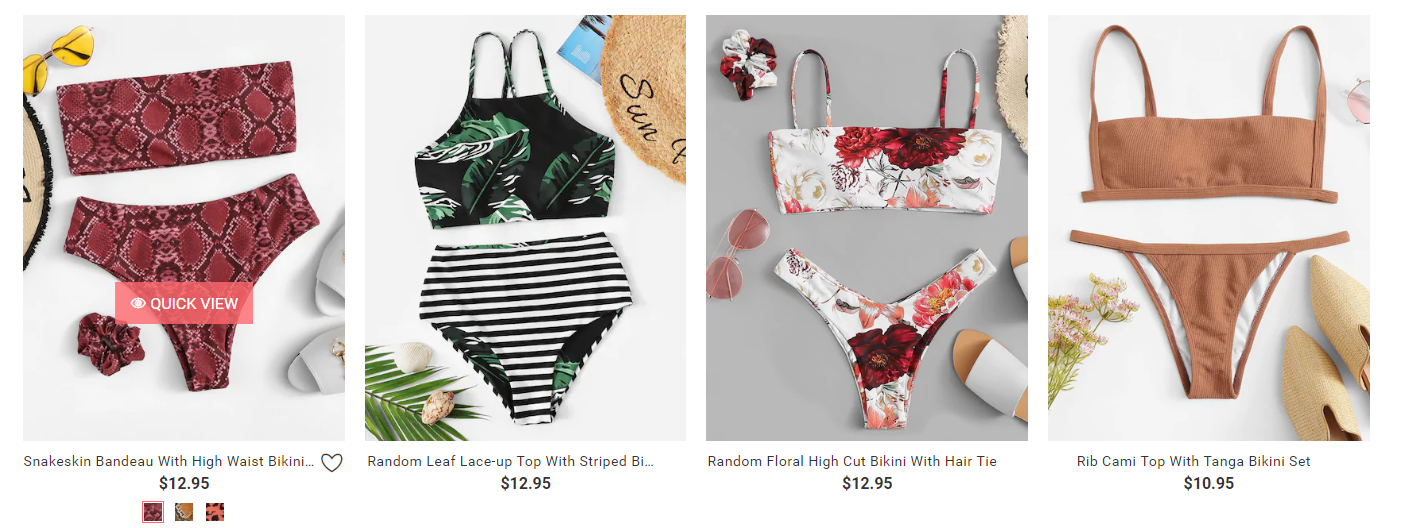 Sun
QUICK VIEW
Snakeskin Bandeau With High Waist Bikini...
$12.95
Random Leaf Lace-up Top With Striped Bi...
$12.95
Random Floral High Cut Bikini With Hair Tie
$12.95
Rib Cami Top With Tanga Bikini Set
$10.95